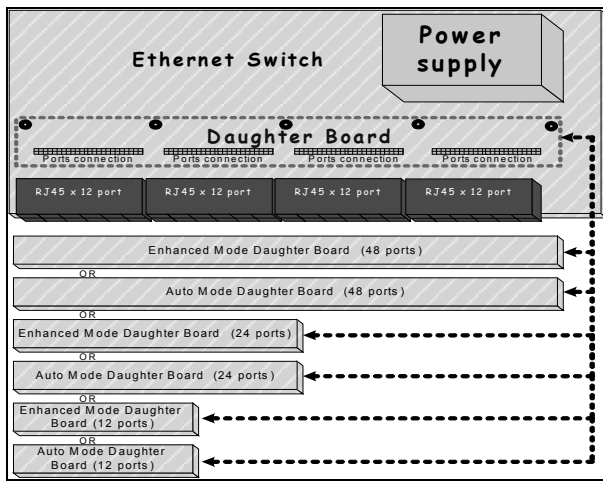 Ethernet Switch
Power
supply
Daughter Board
Ports connection Ports connection Ports connection Ports connection
RJ45 x 12 port RJ45 x 12 port RJ45 x 12 port RJ45 x 12 port
Enhanced Mode Daughter Board (48 ports)
OR
Auto Mode Daughter Board (48 ports)
OR
Enhanced Mode Daughter Board (24 ports)
OR
Auto Mode Daughter Board (24 ports)
OR
Enhanced Mode Daughter
Board (12 ports)
OR
Auto Mode Daughter
Board (12 ports)